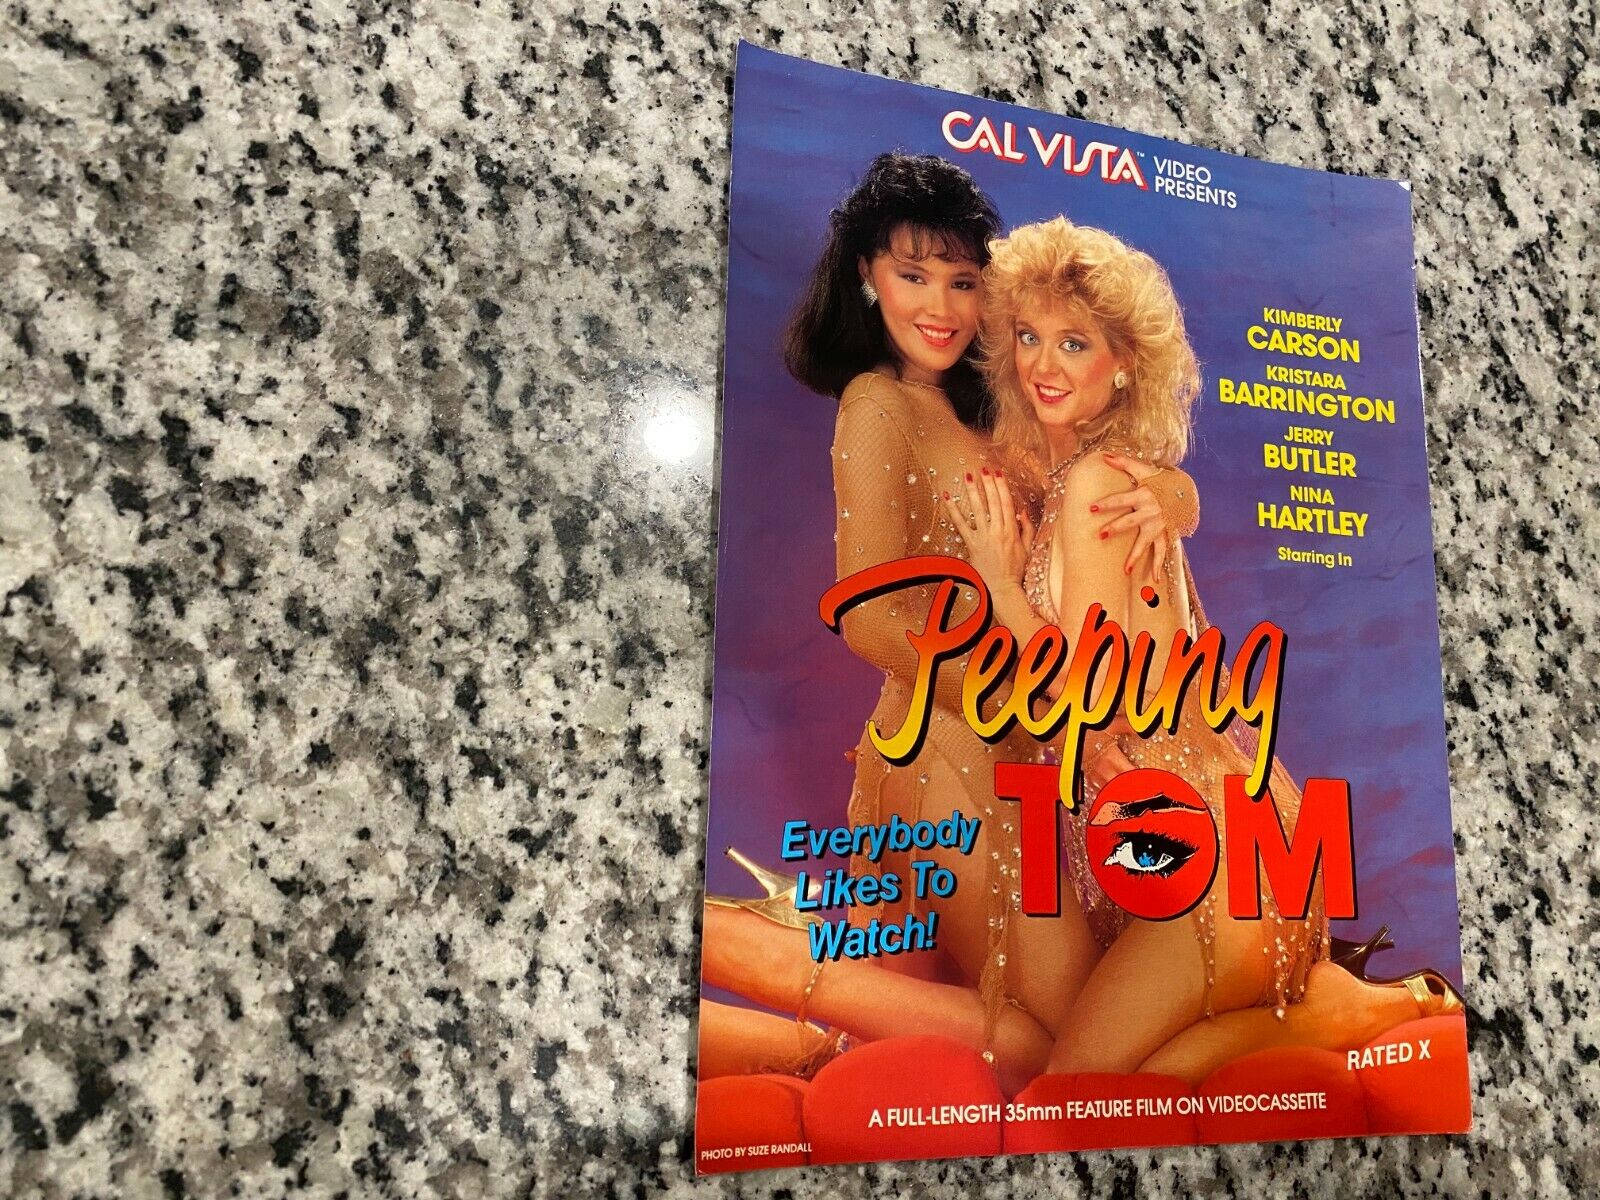 CAL VISTA™ VIDEO
PRESENTS
KIMBERLY
CARSON
KRISTARA
BARRINGTON
JERRY
BUTLER
NINA
HARTLEY
Starring In
Peeping
TOM
Everybody
Likes To
Watch!
RATED X
A FULL-LENGTH 35mm FEATURE FILM ON VIDEOCASSETTE
PHOTO BY SUZE RANDALL